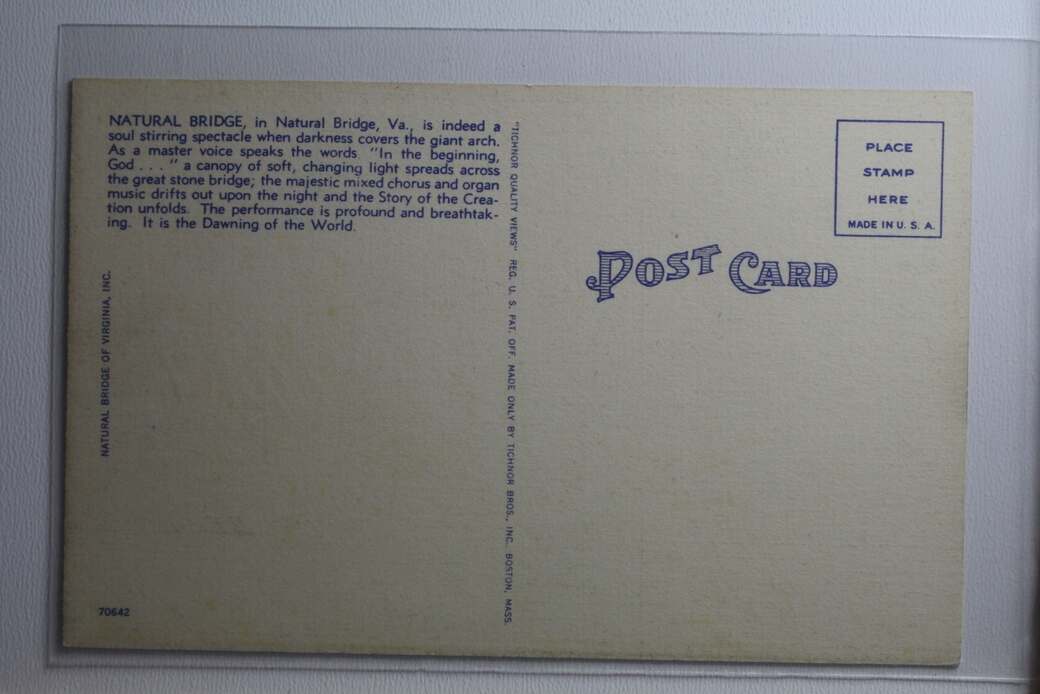 NATURAL BRIDGE, in Natural Bridge, Va., is indeed a
soul stirring spectacle when darkness covers the giant arch.
As a master voice speaks the words "In the beginning,
God . . . " a canopy of soft, changing light spreads across
the great stone bridge; the majestic mixed chorus and organ
music drifts out upon the night and the Story of the Crea-
tion unfolds. The performance is profound and breathtak-
ing. It is the Dawning of the World.
NATURAL BRIDGE OF VIRGINIA, INC.
70642
"TICHNOR QUALITY VIEWS" REG. U. S. PAT. OFF. MADE ONLY BY TICHNOR BROS., INC. BOSTON, MASS.
POST CARD
PLACE
STAMP
HERE
MADE IN U. S. A.